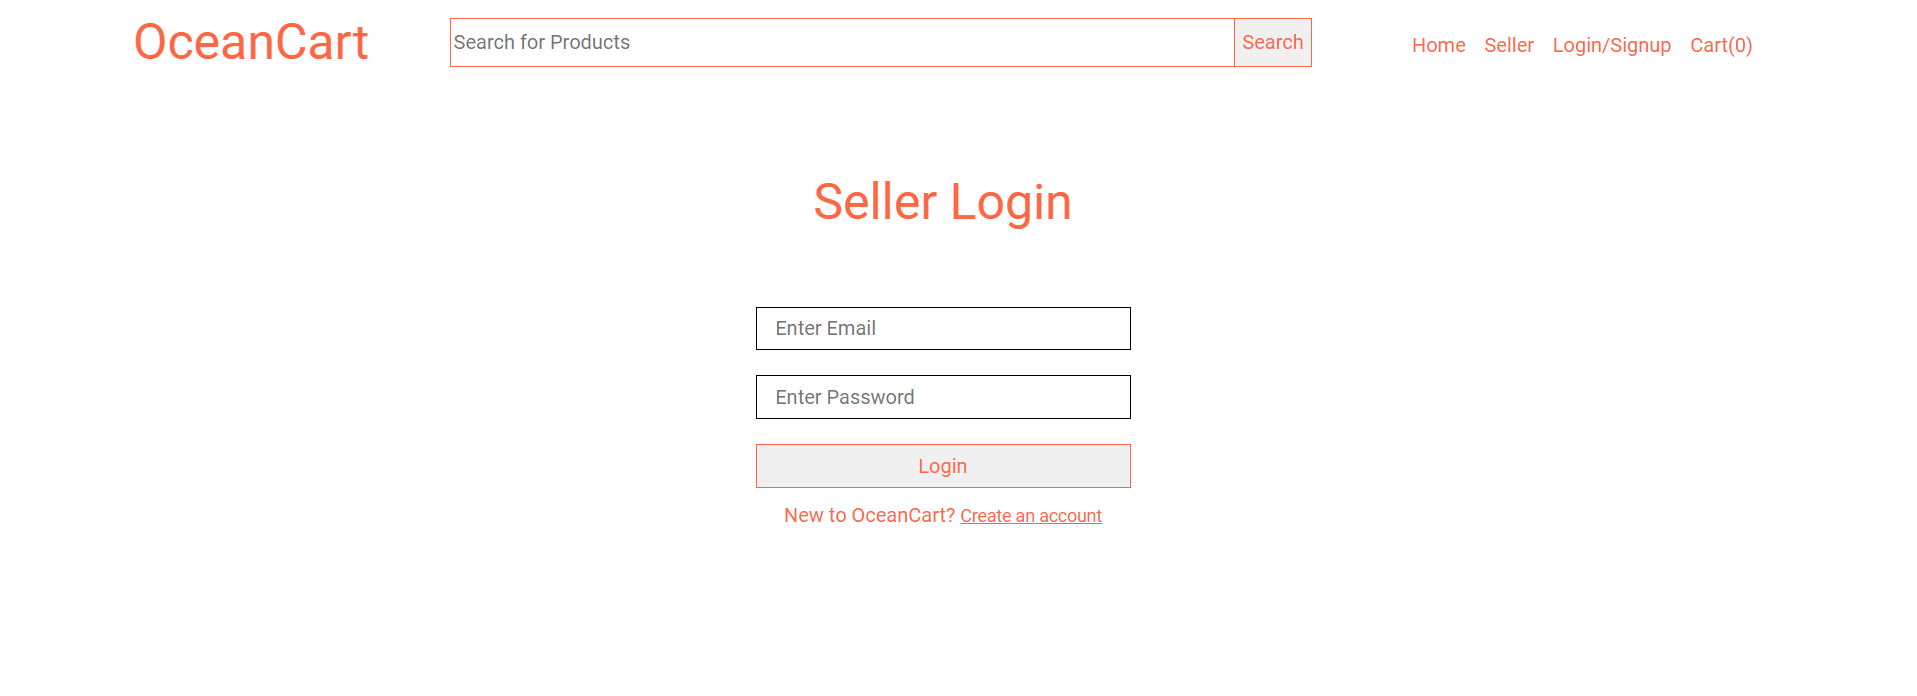 OceanCart
Search for Products
Search
Home Seller Login/Signup Cart(0)
Seller Login
Enter Email
Enter Password
Login
New to OceanCart? Create an account